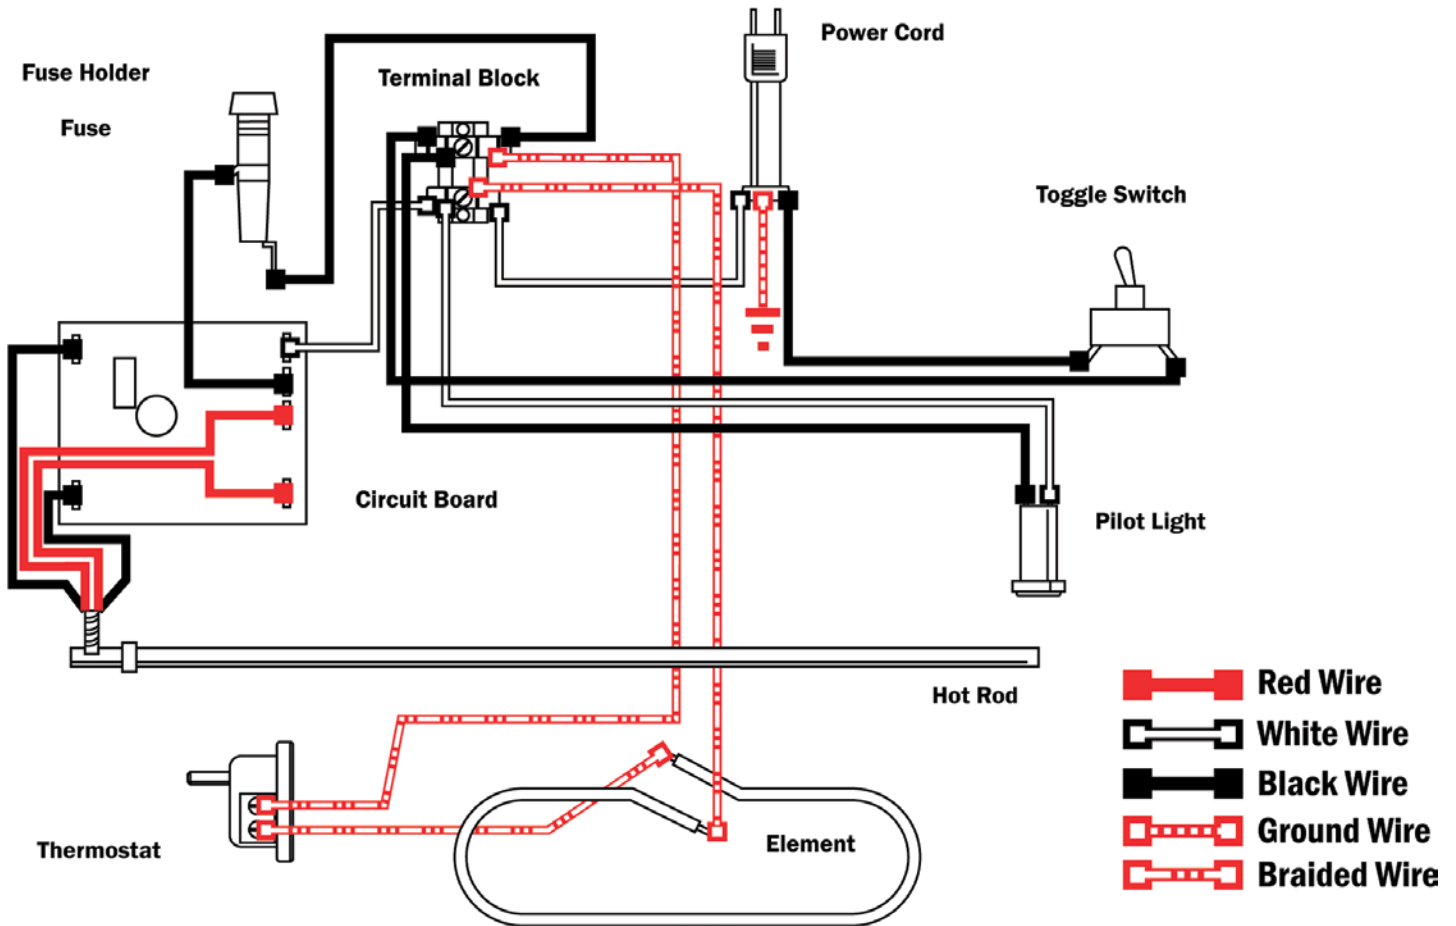 Power Cord
Fuse Holder
Terminal Block
Fuse
Toggle Switch
Circuit Board
Pilot Light
Hot Rod
Thermostat
Element
Red Wire
White Wire
Black Wire
Ground Wire
Braided Wire